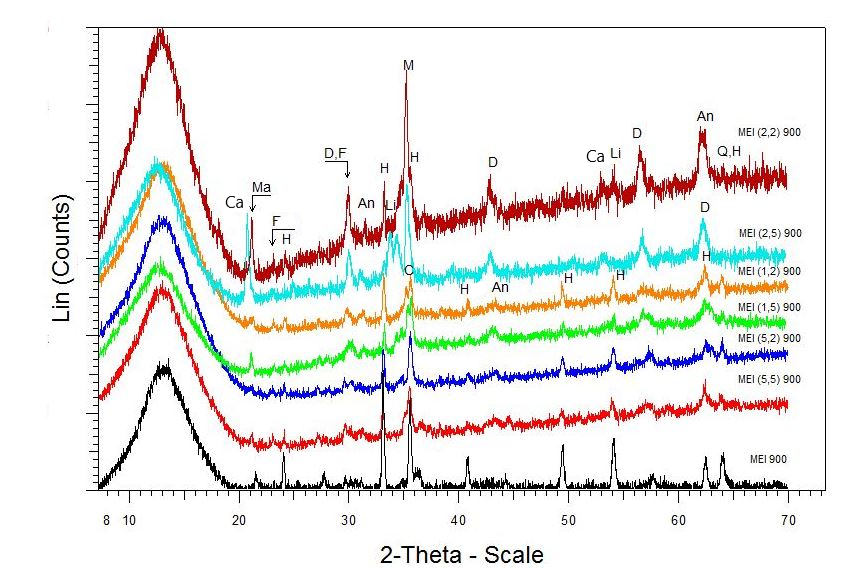 M
An
MEI (2,2) 900
D,F
H
H
D
Ca
Li
D
Q,H
Ca
Ma
An
Li
D
F
H
MEI (2,5) 900
H
MEI (1,2) 900
H
An
H
H
MEI (1,5) 900
MEI (5,2) 900
MEI (5,5) 900
MEI 900
Lin (Counts)
8 10 20 30 40 50 60 70
2-Theta - Scale